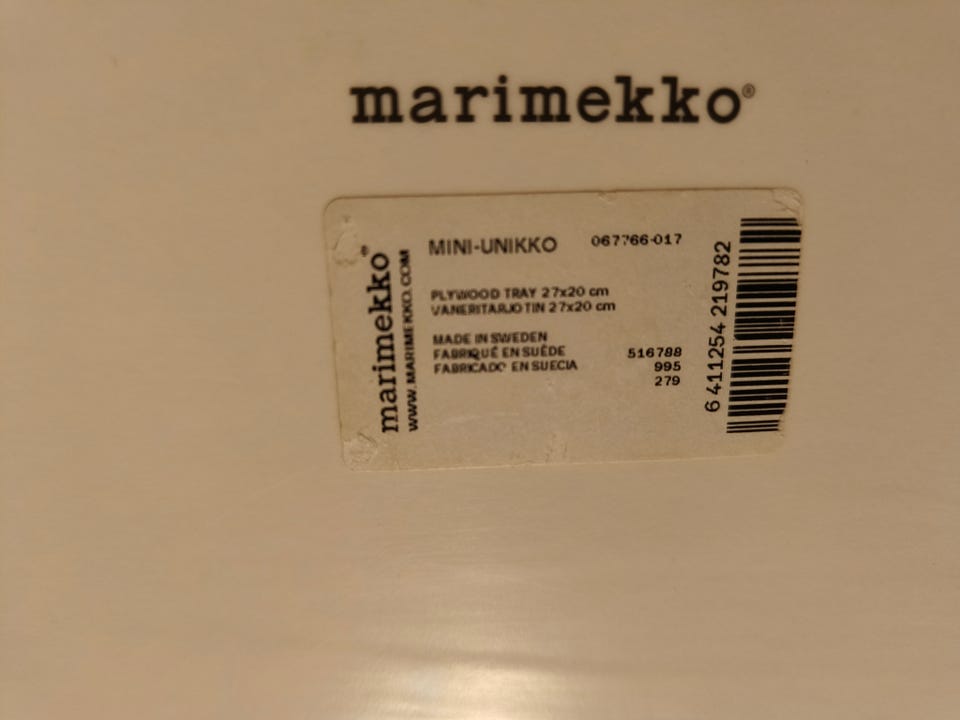 marimekko®
marimekko®
WWW.MARIMEKKO.COM
MINI-UNIKKO 067766-017
PLYWOOD TRAY 27x20 cm
VANERITARJOTIN 27x20 cm
MADE IN SWEDEN
FABRIQUÉ EN SUÈDE 516788
FABRICADO EN SUECIA 995
279
6 411254 219782